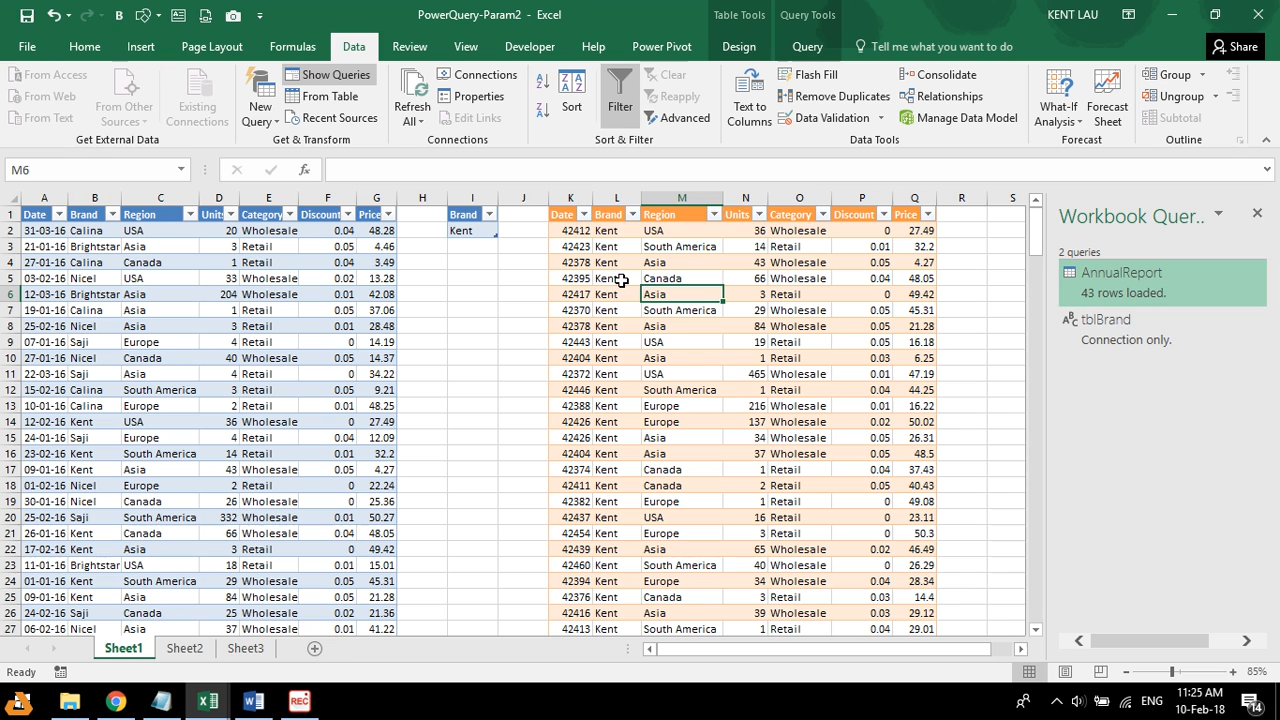 PowerQuery-Param2 - Excel
Table Tools
Query Tools
KENT LAU
File Home Insert Page Layout Formulas Data Review View Developer Help Power Pivot Design Query Tell me what you want to do Share
From Access
From Web
From Text
From Other Sources
Existing Connections
Get External Data
New Query
Show Queries
From Table
Recent Sources
Get & Transform
Refresh All
Connections
Properties
Edit Links
Connections
Sort
Filter
Clear
Reapply
Advanced
Sort & Filter
Text to Columns
Flash Fill
Remove Duplicates
Data Validation
Consolidate
Relationships
Manage Data Model
Data Tools
What-If Analysis
Forecast Sheet
Forecast
Group
Ungroup
Subtotal
Outline
M6
fx
A B C D E F G H I J K L M N O P Q R S
1 Date Brand Region Units Category Discount Price Brand Date Brand Region Units Category Discount Price
2 31-03-16 Calina USA 20 Wholesale 0.04 48.28 Kent 42412 Kent USA 36 Wholesale 0 27.49
3 21-01-16 Brightstar Asia 3 Retail 0.05 4.46 42423 Kent South America 14 Retail 0.01 32.2
4 27-01-16 Calina Canada 1 Retail 0.04 3.49 42378 Kent Asia 43 Wholesale 0.05 4.27
5 03-02-16 Nicel USA 33 Wholesale 0.02 13.28 42395 Kent Canada 66 Wholesale 0.04 48.05
6 12-03-16 Brightstar Asia 204 Wholesale 0.01 42.08 42417 Kent Asia 3 Retail 0 49.42
7 19-01-16 Calina Asia 1 Retail 0.05 37.06 42370 Kent South America 29 Wholesale 0.05 45.31
8 25-02-16 Nicel Asia 3 Retail 0.01 28.48 42378 Kent Asia 84 Wholesale 0.05 21.28
9 07-01-16 Saji Europe 4 Retail 0 14.19 42443 Kent USA 19 Retail 0.05 16.18
10 27-01-16 Nicel Canada 40 Wholesale 0.05 14.37 42404 Kent Asia 1 Retail 0.03 6.25
11 22-03-16 Saji Asia 4 Retail 0 34.22 42372 Kent USA 465 Wholesale 0.01 47.19
12 15-02-16 Calina South America 3 Retail 0.05 9.21 42446 Kent South America 1 Retail 0.04 44.25
13 10-01-16 Calina Europe 2 Retail 0.01 48.25 42388 Kent Europe 216 Wholesale 0.01 16.22
14 12-02-16 Kent USA 36 Wholesale 0 27.49 42426 Kent Europe 137 Wholesale 0.02 50.02
15 24-01-16 Saji Europe 4 Retail 0.04 12.09 42426 Kent Asia 34 Wholesale 0.05 26.31
16 23-02-16 Kent South America 14 Retail 0.01 32.2 42404 Kent Asia 37 Wholesale 0.05 48.5
17 09-01-16 Kent Asia 43 Wholesale 0.05 4.27 42374 Kent Canada 1 Retail 0.04 37.43
18 01-02-16 Nicel Europe 2 Retail 0 22.24 42411 Kent Canada 2 Retail 0.05 40.43
19 30-01-16 Nicel Canada 26 Wholesale 0 25.36 42382 Kent Europe 1 Retail 0 49.08
20 25-02-16 Saji South America 332 Wholesale 0.01 50.27 42437 Kent USA 16 Retail 0 23.11
21 26-01-16 Kent Canada 66 Wholesale 0.04 48.05 42454 Kent Europe 3 Retail 0 50.3
22 17-02-16 Kent Asia 3 Retail 0 49.42 42439 Kent Asia 65 Wholesale 0.02 46.49
23 11-01-16 Brightstar USA 18 Retail 0 15.01 42460 Kent South America 40 Wholesale 0 26.29
24 01-01-16 Kent South America 29 Wholesale 0.05 45.31 42394 Kent Europe 34 Wholesale 0.04 28.34
25 09-01-16 Kent Asia 84 Wholesale 0.05 21.28 42376 Kent Canada 3 Retail 0.03 14.4
26 24-02-16 Saji Canada 25 Wholesale 0.02 21.36 42416 Kent Asia 39 Wholesale 0.03 29.12
27 06-02-16 Nicel Asia 37 Wholesale 0.01 41.22 42413 Kent South America 1 Retail 0.04 29.01
Workbook Quer...
2 queries
AnnualReport
43 rows loaded.
tblBrand
Connection only.
Sheet1 Sheet2 Sheet3
Ready
85%
REC
ENG
11:25 AM
10-Feb-18
14